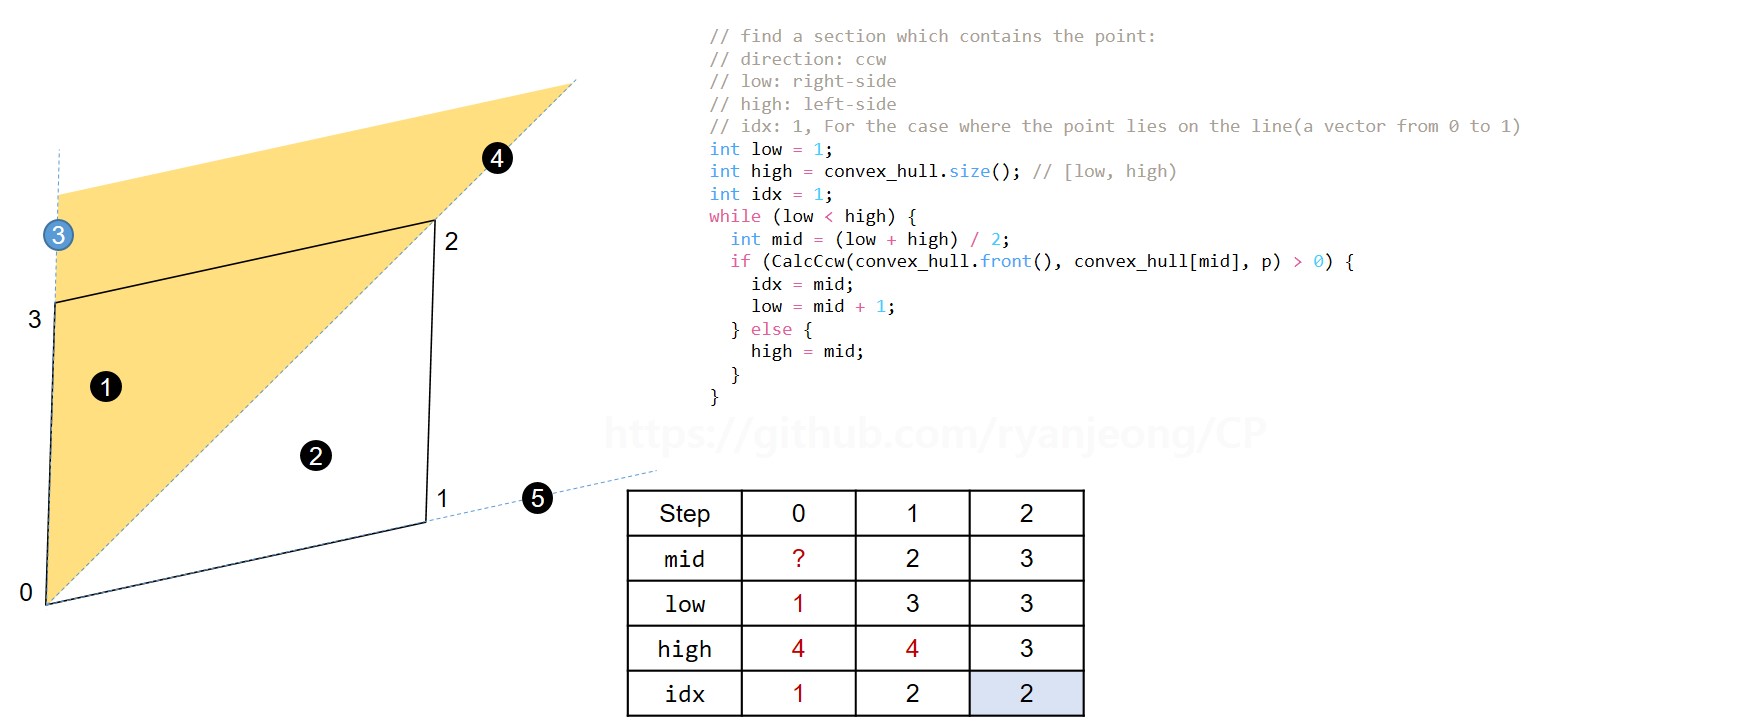 // find a section which contains the point:
// direction: ccw
// low: right-side
// high: left-side
// idx: 1, For the case where the point lies on the line(a vector from 0 to 1)
int low = 1;
int high = convex_hull.size(); // [low, high)
int idx = 1;
while (low < high) {
  int mid = (low + high) / 2;
  if (CalcCcw(convex_hull.front(), convex_hull[mid], p) > 0) {
    idx = mid;
    low = mid + 1;
  } else {
    high = mid;
  }
}
4
3
2
3
1
2
1
5
0
https://github.com/ryanjeong/CP
Step 0 1 2
mid ? 2 3
low 1 3 3
high 4 4 3
idx 1 2 2